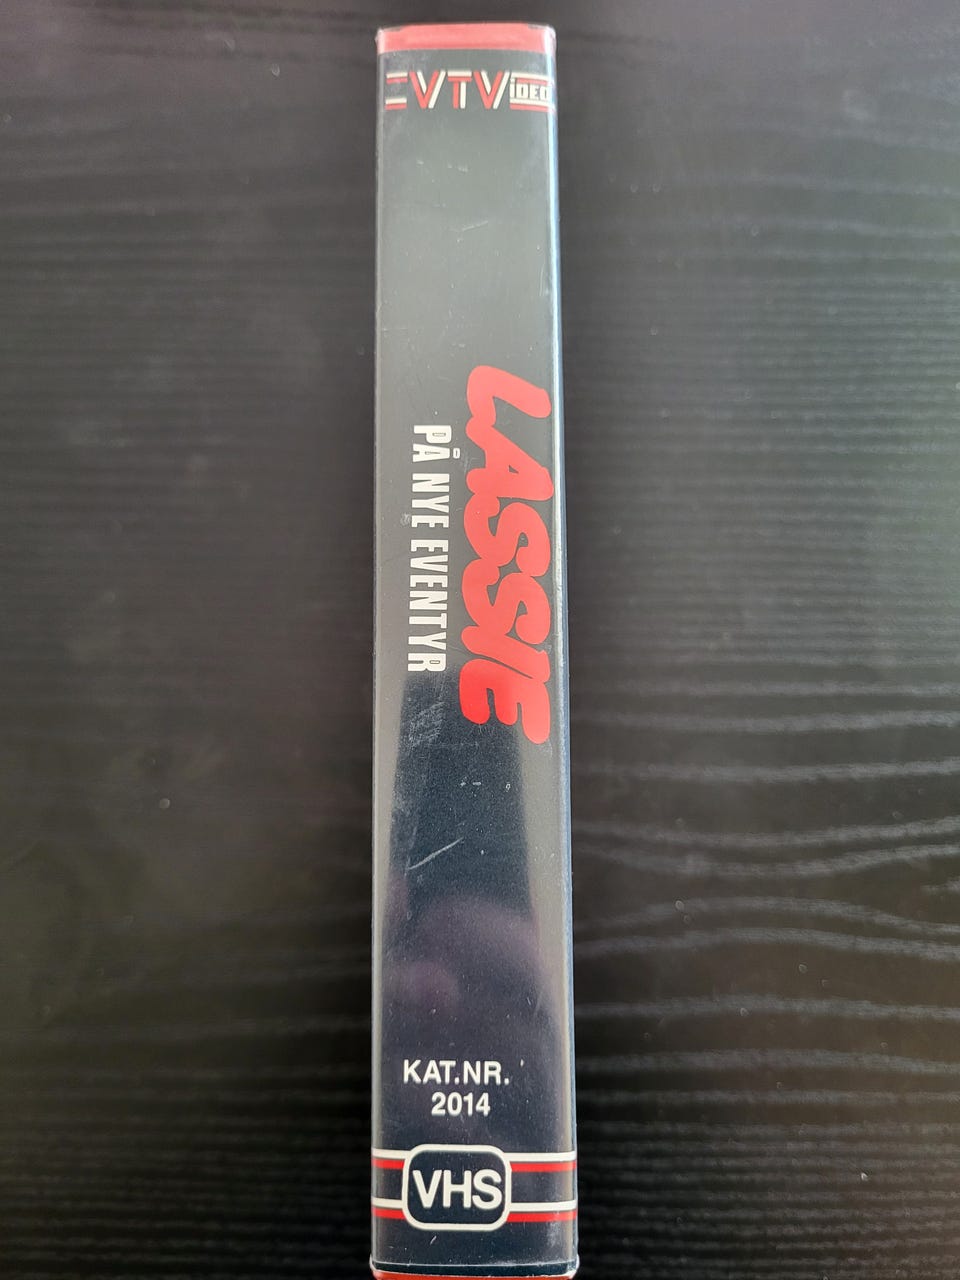 VTVIDEO
LASSIE
PÅ NYE EVENTYR
KAT.NR.
2014
VHS